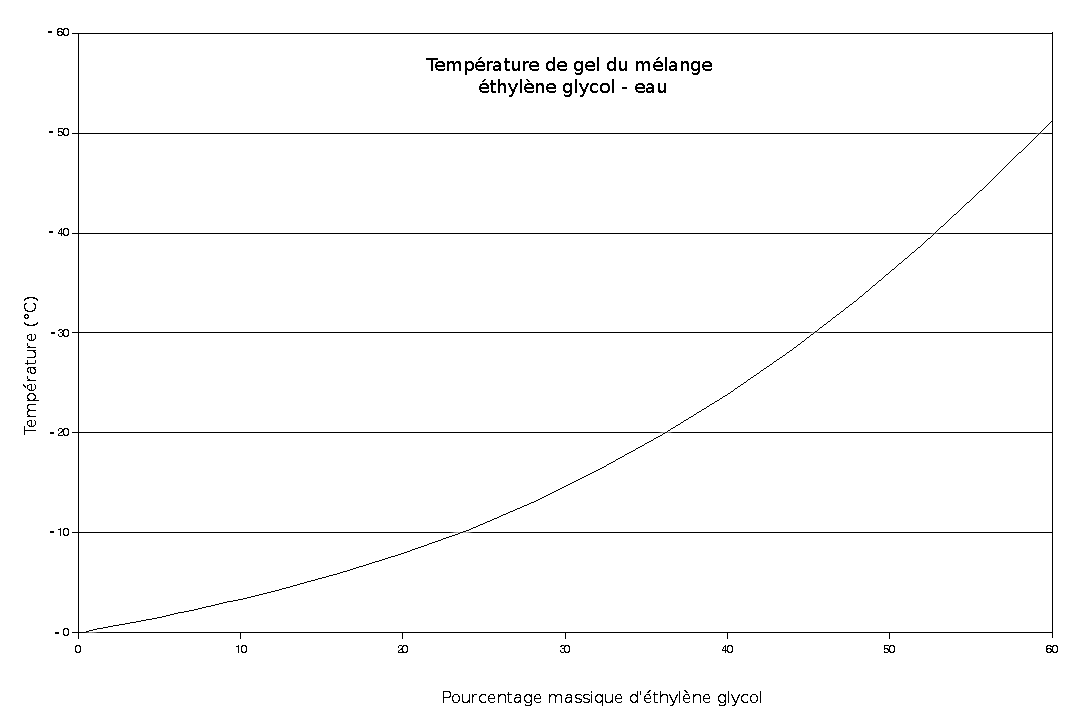 Température de gel du mélange
éthylène glycol - eau
- 60
- 50
- 40
- 30
- 20
- 10
- 0
Température (°C)
0 10 20 30 40 50 60
Pourcentage massique d'éthylène glycol